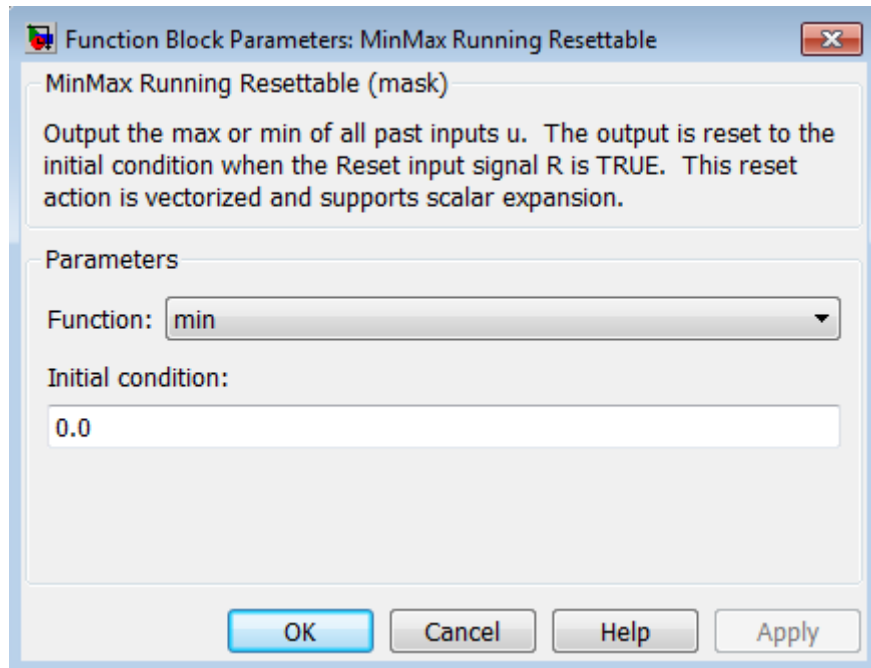 Function Block Parameters: MinMax Running Resettable
MinMax Running Resettable (mask)
Output the max or min of all past inputs u.  The output is reset to the
initial condition when the Reset input signal R is TRUE.  This reset
action is vectorized and supports scalar expansion.
Parameters
Function: min
Initial condition:
0.0
OK Cancel Help Apply